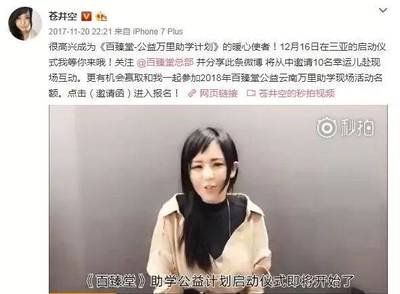 苍井空
2017-11-20 22:21 来自 iPhone 7 Plus
很高兴成为《百臻堂-公益万里助学计划》的暖心使者！12月16日在三亚的启动仪
式我等你来哦！关注 @百臻堂总部 并分享此条微博 将从中邀请10名幸运儿赴现
场互动。更有机会赢取和我一起参加2018年百臻堂公益云南万里助学现场活动名
额。点击（邀请函）进入报名！ 网页链接 苍井空的秒拍视频
秒拍
《百臻堂》助学公益计划启动仪式即将开始了